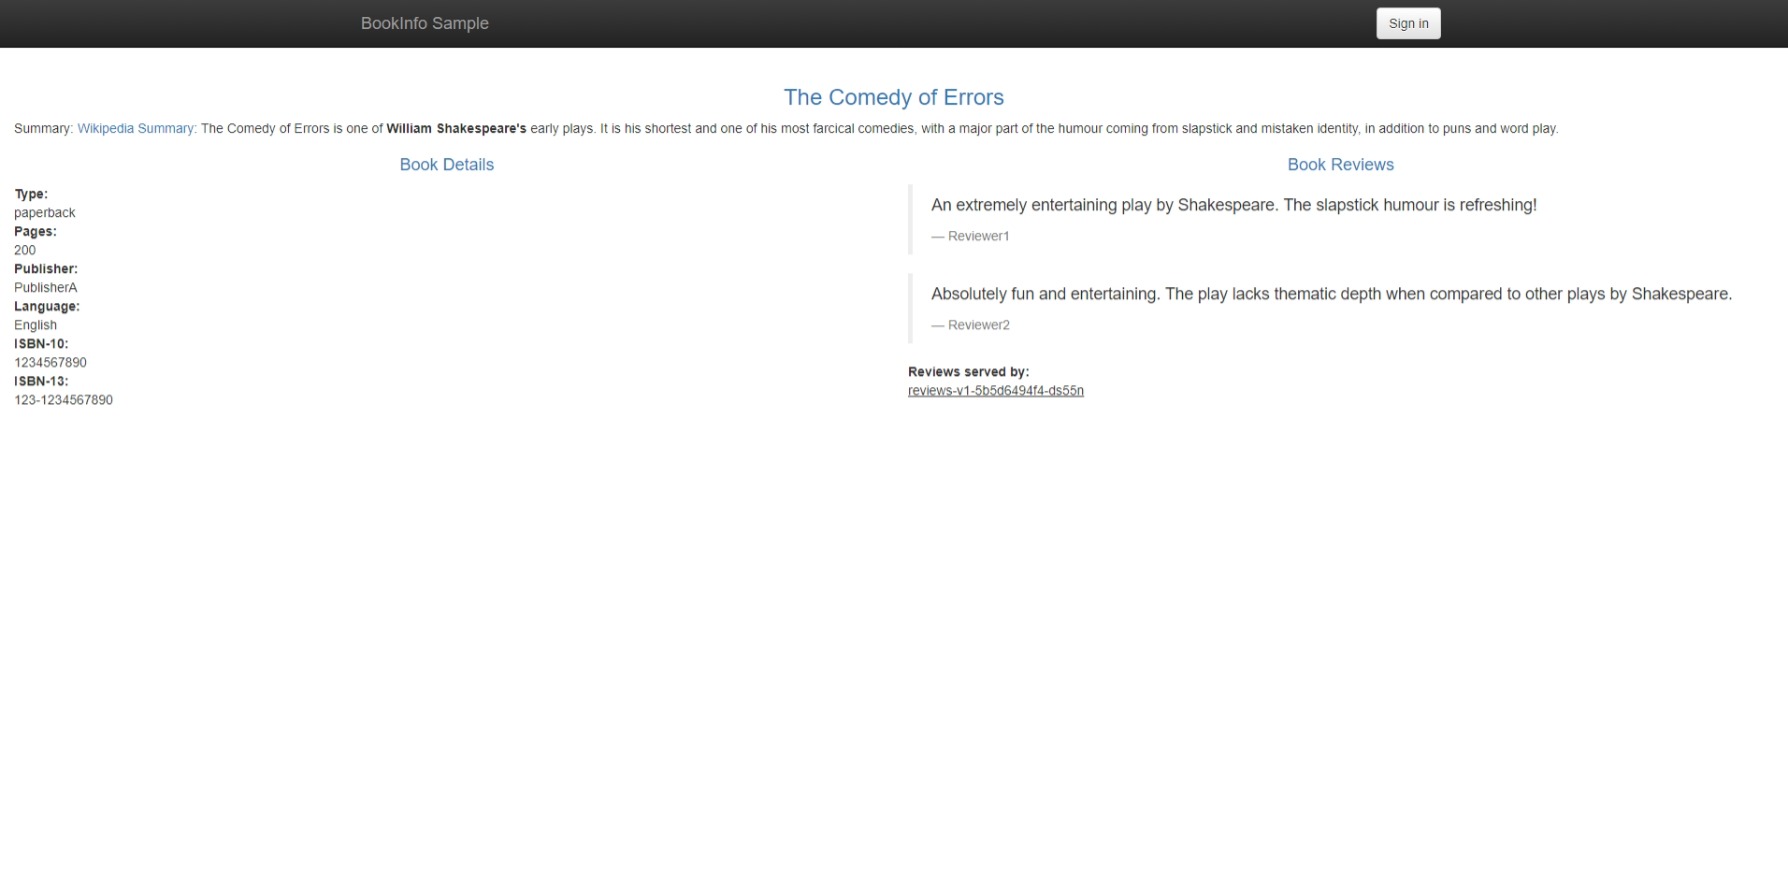 BookInfo Sample
Sign in
The Comedy of Errors
Summary: Wikipedia Summary: The Comedy of Errors is one of William Shakespeare's early plays. It is his shortest and one of his most farcical comedies, with a major part of the humour coming from slapstick and mistaken identity, in addition to puns and word play.
Book Details
Type:
paperback
Pages:
200
Publisher:
PublisherA
Language:
English
ISBN-10:
1234567890
ISBN-13:
123-1234567890
Book Reviews
An extremely entertaining play by Shakespeare. The slapstick humour is refreshing!
— Reviewer1
Absolutely fun and entertaining. The play lacks thematic depth when compared to other plays by Shakespeare.
— Reviewer2
Reviews served by:
reviews-v1-5b5d6494f4-ds55n